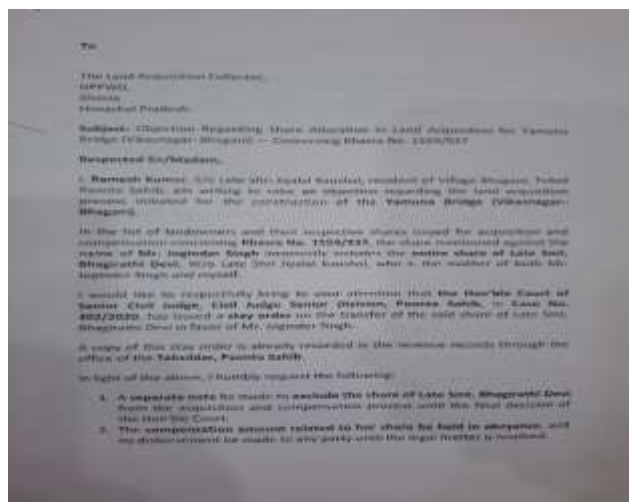 To
The Land Acquisition Collector,
HPPWD,
Shimla
Himachal Pradesh
Subject: Objection Regarding Share Allocation in Land Acquisition for Yamuna
Bridge (Vikasnagar- Bhagani) — Concerning Khasra No. 1559/937
Respected Sir/Madam,
I, Ramesh Kumar, S/o Late Shri Jiyalal Kaushal, resident of Village Bhagani, Tehsil
Paonta Sahib, am writing to raise an objection regarding the land acquisition
process initiated for the construction of the Yamuna Bridge (Vikasnagar-
Bhagani).
In the list of landowners and their respective shares issued for acquisition and
compensation concerning Khasra No. 1559/937, the share mentioned against the
name of Mr. Joginder Singh incorrectly includes the entire share of Late Smt.
Bhagirathi Devi, W/o Late Shri Jiyalal Kaushal, who is the mother of both Mr.
Joginder Singh and myself.
I would like to respectfully bring to your attention that the Hon'ble Court of
Senior Civil Judge, Civil Judge Senior Division, Paonta Sahib, in Case No.
/2020, has issued a stay order on the transfer of the said share of Late Smt.
Bhagirathi Devi in favor of Mr. Joginder Singh.
A copy of this stay order is already recorded in the revenue records through the
office of the Tehsildar, Paonta Sahib.
In light of the above, I humbly request the following:
1. A separate note be made to exclude the share of Late Smt. Bhagirathi Devi
from the acquisition and compensation process until the final decision of
the Hon'ble Court.
2. The compensation amount related to her share be held in abeyance, and
no disbursement be made to any party until the legal matter is resolved.